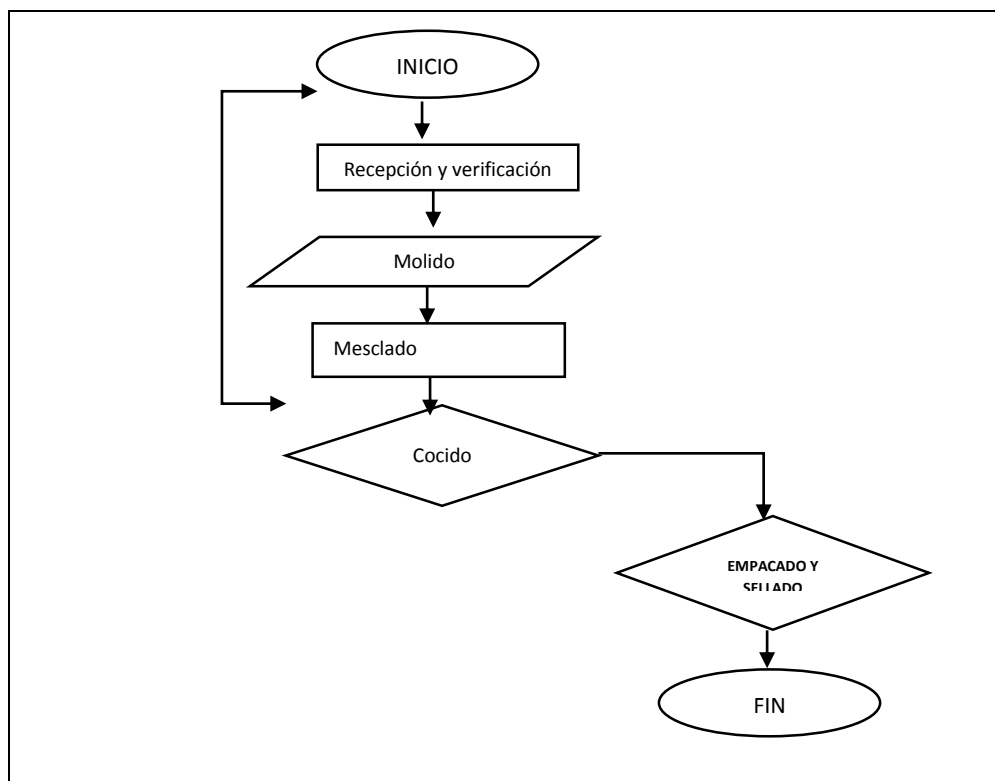 INICIO
Recepción y verificación
Molido
Mesclado
Cocido
EMPACADO Y
SELLADO
FIN